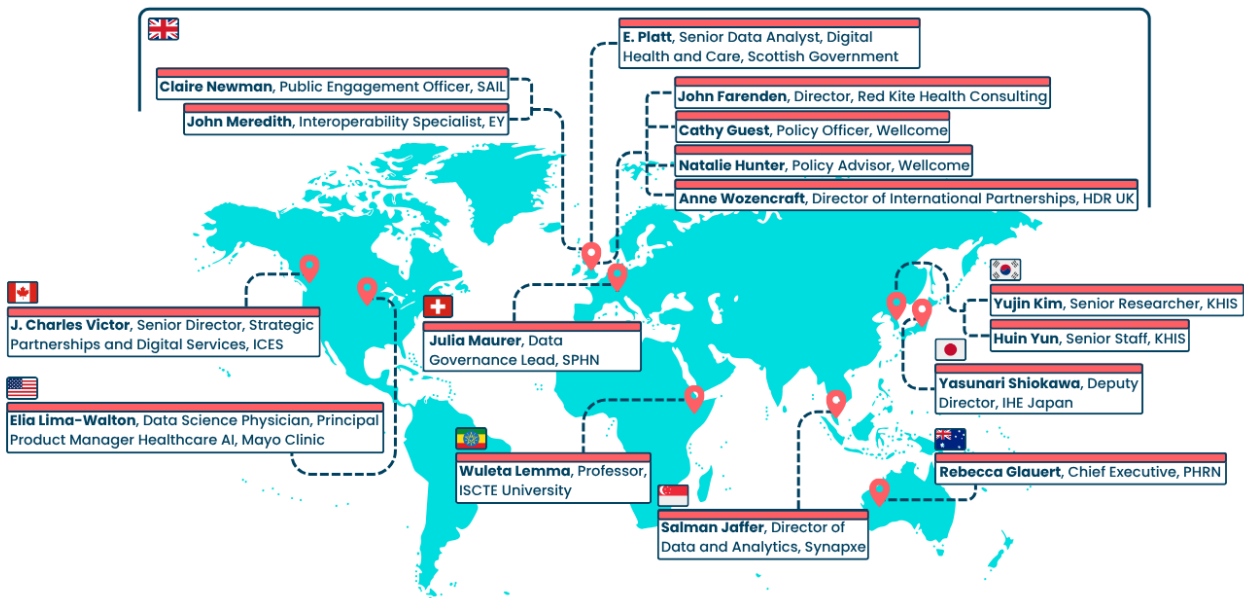 E. Platt, Senior Data Analyst, Digital
Health and Care, Scottish Government
Claire Newman, Public Engagement Officer, SAIL
John Meredith, Interoperability Specialist, EY
John Farenden, Director, Red Kite Health Consulting
Cathy Guest, Policy Officer, Wellcome
Natalie Hunter, Policy Advisor, Wellcome
Anne Wozencraft, Director of International Partnerships, HDR UK
J. Charles Victor, Senior Director, Strategic
Partnerships and Digital Services, ICES
Elia Lima-Walton, Data Science Physician, Principal
Product Manager Healthcare AI, Mayo Clinic
Julia Maurer, Data
Governance Lead, SPHN
Wuleta Lemma, Professor,
ISCTE University
Salman Jaffer, Director of
Data and Analytics, Synapxe
Yujin Kim, Senior Researcher, KHIS
Huin Yun, Senior Staff, KHIS
Yasunari Shiokawa, Deputy
Director, IHE Japan
Rebecca Glauert, Chief Executive, PHRN